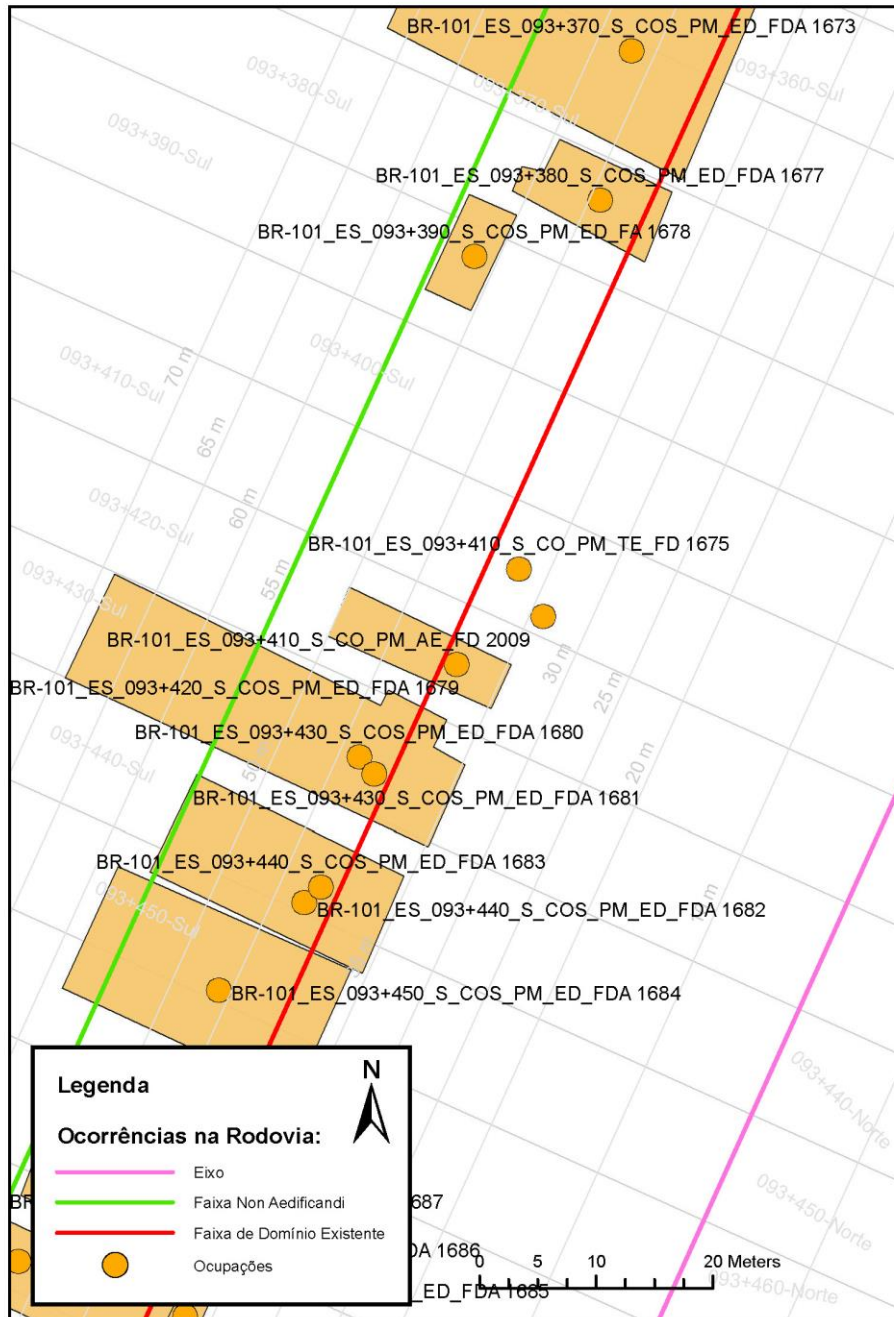 BR-101_ES_093+370_S_COS_PM_ED_FDA 1673
093+380-Sul
093+370-Sul
093+360-Sul
093+390-Sul
BR-101_ES_093+380_S_COS_PM_ED_FDA 1677
BR-101_ES_093+390_S_COS_PM_ED_FA 1678
093+400-Sul
093+410-Sul
70 m
65 m
60 m
093+420-Sul
BR-101_ES_093+410_S_CO_PM_TE_FD 1675
55 m
093+430-Sul
BR-101_ES_093+410_S_CO_PM_AE_FD 2009
30 m
25 m
BR-101_ES_093+420_S_COS_PM_ED_FDA 1679
BR-101_ES_093+430_S_COS_PM_ED_FDA 1680
093+440-Sul
20 m
BR-101_ES_093+430_S_COS_PM_ED_FDA 1681
BR-101_ES_093+440_S_COS_PM_ED_FDA 1683
093+450-Sul
BR-101_ES_093+440_S_COS_PM_ED_FDA 1682
BR-101_ES_093+450_S_COS_PM_ED_FDA 1684
Legenda
N
Ocorrências na Rodovia:
Eixo
Faixa Non Aedificandi
Faixa de Domínio Existente
Ocupações
093+440-Norte
093+450-Norte
093+460-Norte
687
DA 1686
_ED_FDA1685
0 5 10 20 Meters